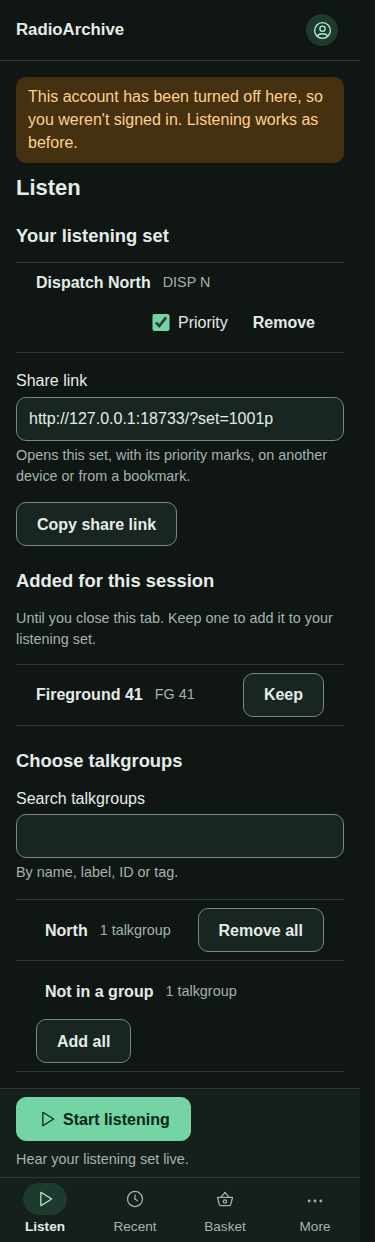 RadioArchive
This account has been turned off here, so
you weren't signed in. Listening works as
before.
Listen
Your listening set
Dispatch North DISP N
Priority Remove
Share link
http://127.0.0.1:18733/?set=1001p
Opens this set, with its priority marks, on another
device or from a bookmark.
Copy share link
Added for this session
Until you close this tab. Keep one to add it to your
listening set.
Fireground 41 FG 41 Keep
Choose talkgroups
Search talkgroups
By name, label, ID or tag.
North 1 talkgroup Remove all
Not in a group 1 talkgroup
Add all
Start listening
Hear your listening set live.
Listen Recent Basket More